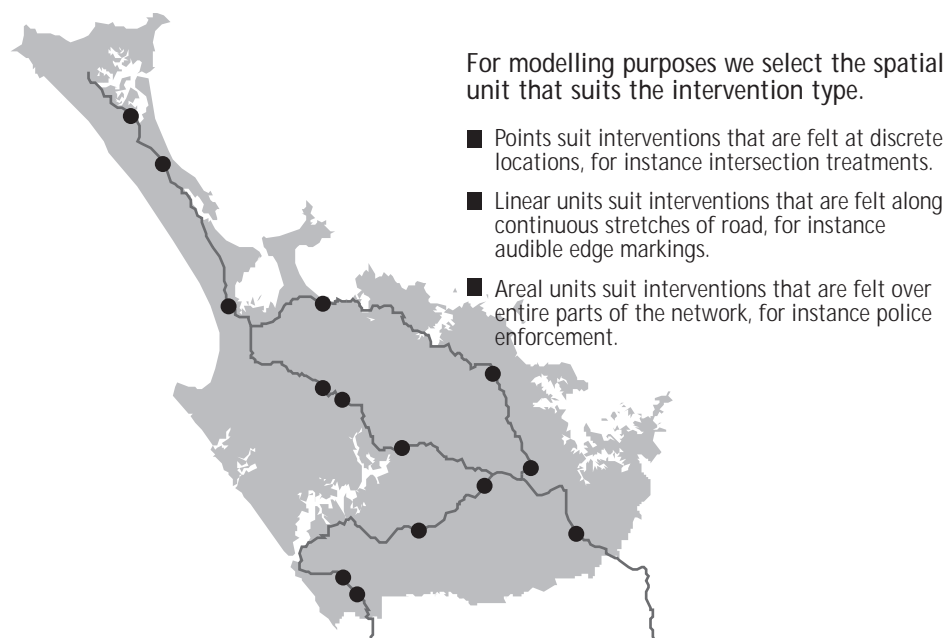 For modelling purposes we select the spatial
unit that suits the intervention type.
■ Points suit interventions that are felt at discrete
locations, for instance intersection treatments.
■ Linear units suit interventions that are felt along
continuous stretches of road, for instance
audible edge markings.
■ Areal units suit interventions that are felt over
entire parts of the network, for instance police
enforcement.